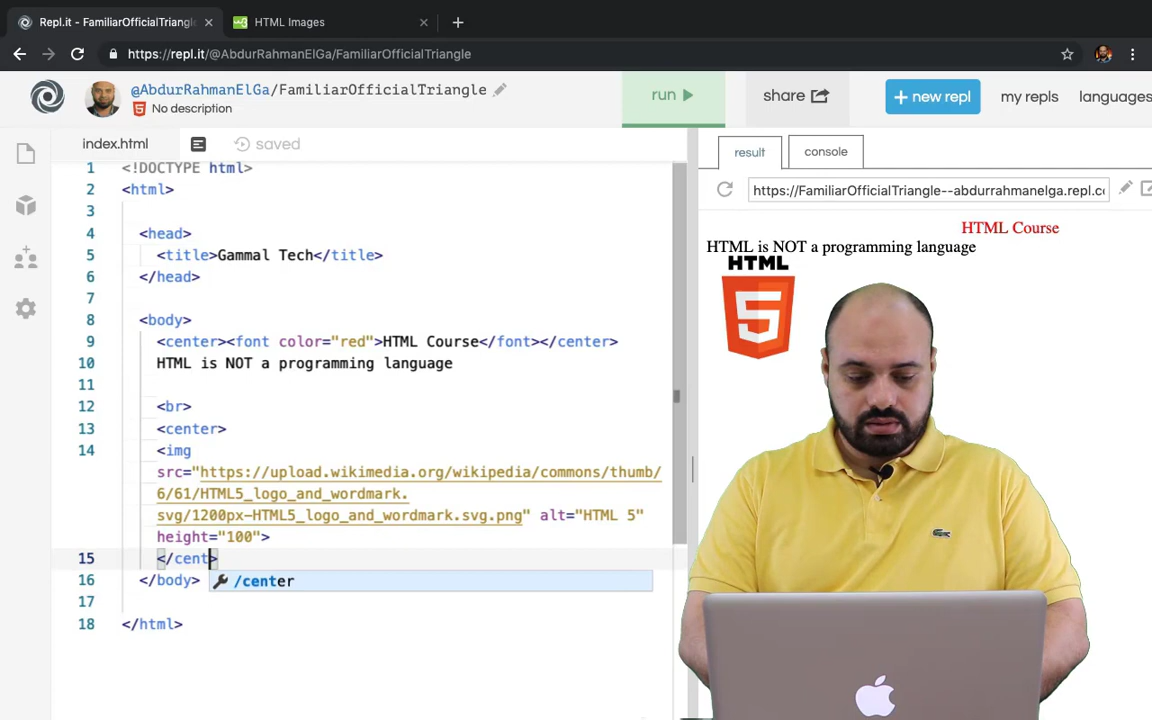 Repl.it - FamiliarOfficialTriangl
HTML Images
https://repl.it/@AbdurRahmanElGa/FamiliarOfficialTriangle
@AbdurRahmanElGa/FamiliarOfficialTriangle
No description
run
share
+ new repl
my repls
languages
index.html
saved
result
console
https://FamiliarOfficialTriangle--abdurrahmanelga.repl.co
1 <!DOCTYPE html>
2 <html>
3
4 <head>
5 <title>Gammal Tech</title>
6 </head>
7
8 <body>
9 <center><font color="red">HTML Course</font></center>
10 HTML is NOT a programming language
11
12 <br>
13 <center>
14 <img
src="https://upload.wikimedia.org/wikipedia/commons/thumb/
6/61/HTML5_logo_and_wordmark.
svg/1200px-HTML5_logo_and_wordmark.svg.png" alt="HTML 5"
height="100">
15 </cent>
/center
16 </body>
17
18 </html>
HTML Course
HTML is NOT a programming language
HTML
5